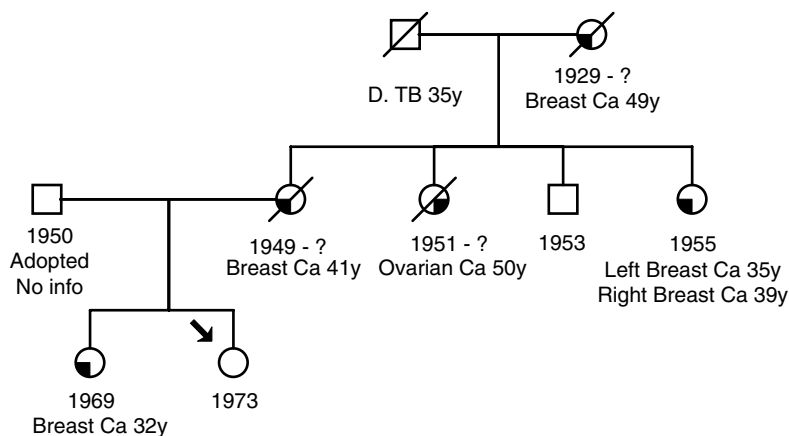 D. TB 35y
1929 - ?
Breast Ca 49y
1950
Adopted
No info
1949 - ?
Breast Ca 41y
1951 - ?
Ovarian Ca 50y
1953
1955
Left Breast Ca 35y
Right Breast Ca 39y
1969
Breast Ca 32y
1973